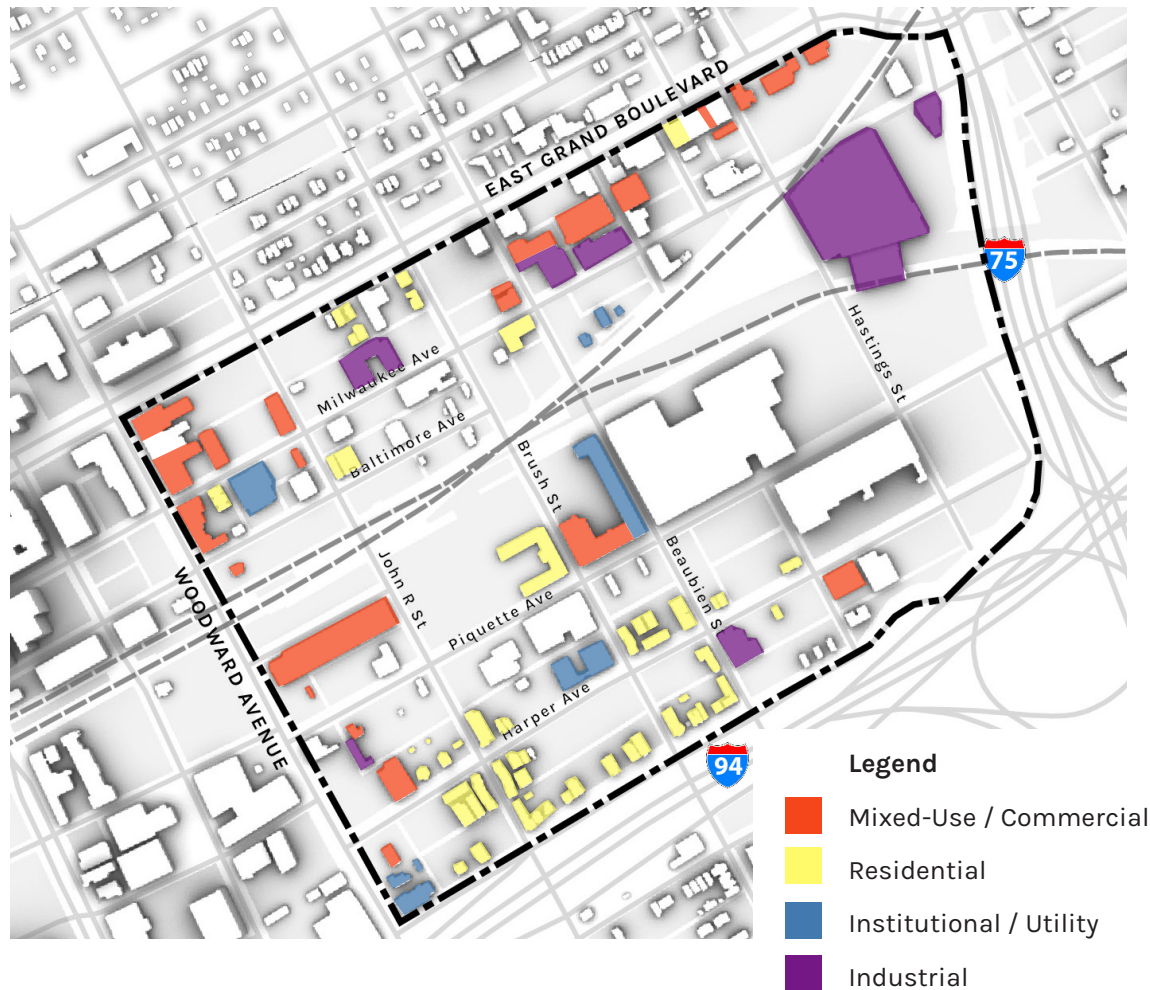 EAST GRAND BOULEVARD
75
Hastings St
Milwaukee Ave
Baltimore Ave
Brush St
Beaubien S
John R St
Piquette Ave
WOODWARD AVENUE
Harper Ave
94
Legend
Mixed-Use / Commercial
Residential
Institutional / Utility
Industrial